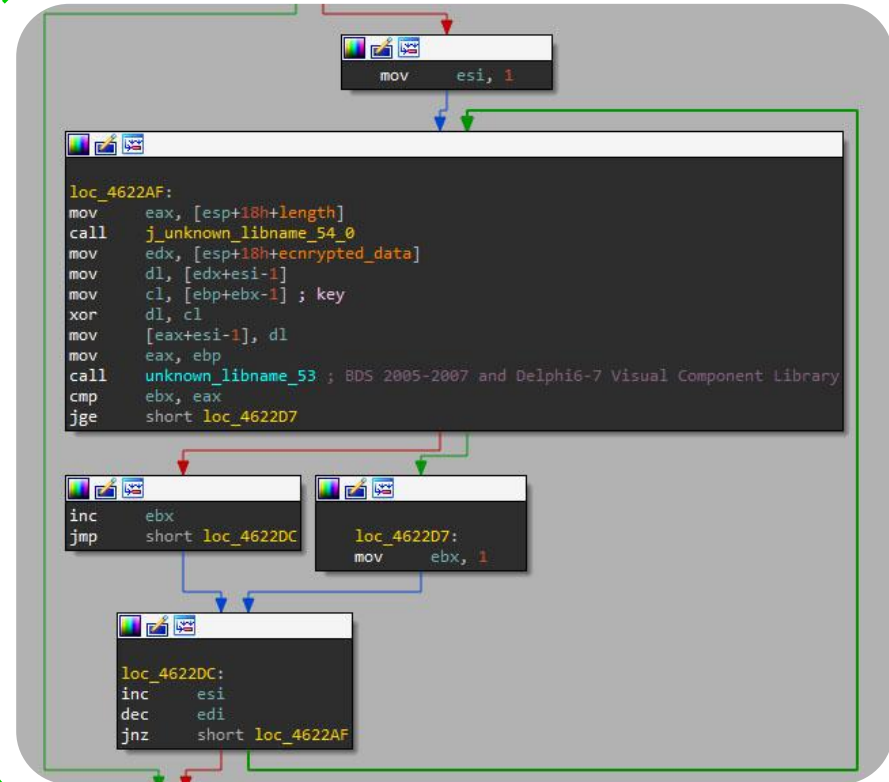 mov esi, 1
loc_4622AF:
mov eax, [esp+18h+length]
call j_unknown_libname_54_0
mov edx, [esp+18h+ecnrypted_data]
mov dl, [edx+esi-1]
mov cl, [ebp+ebx-1] ; key
xor dl, cl
mov [eax+esi-1], dl
mov eax, ebp
call unknown_libname_53 ; BDS 2005-2007 and Delphi6-7 Visual Component Library
cmp ebx, eax
jge short loc_4622D7
inc ebx
jmp short loc_4622DC
loc_4622D7:
mov ebx, 1
loc_4622DC:
inc esi
dec edi
jnz short loc_4622AF